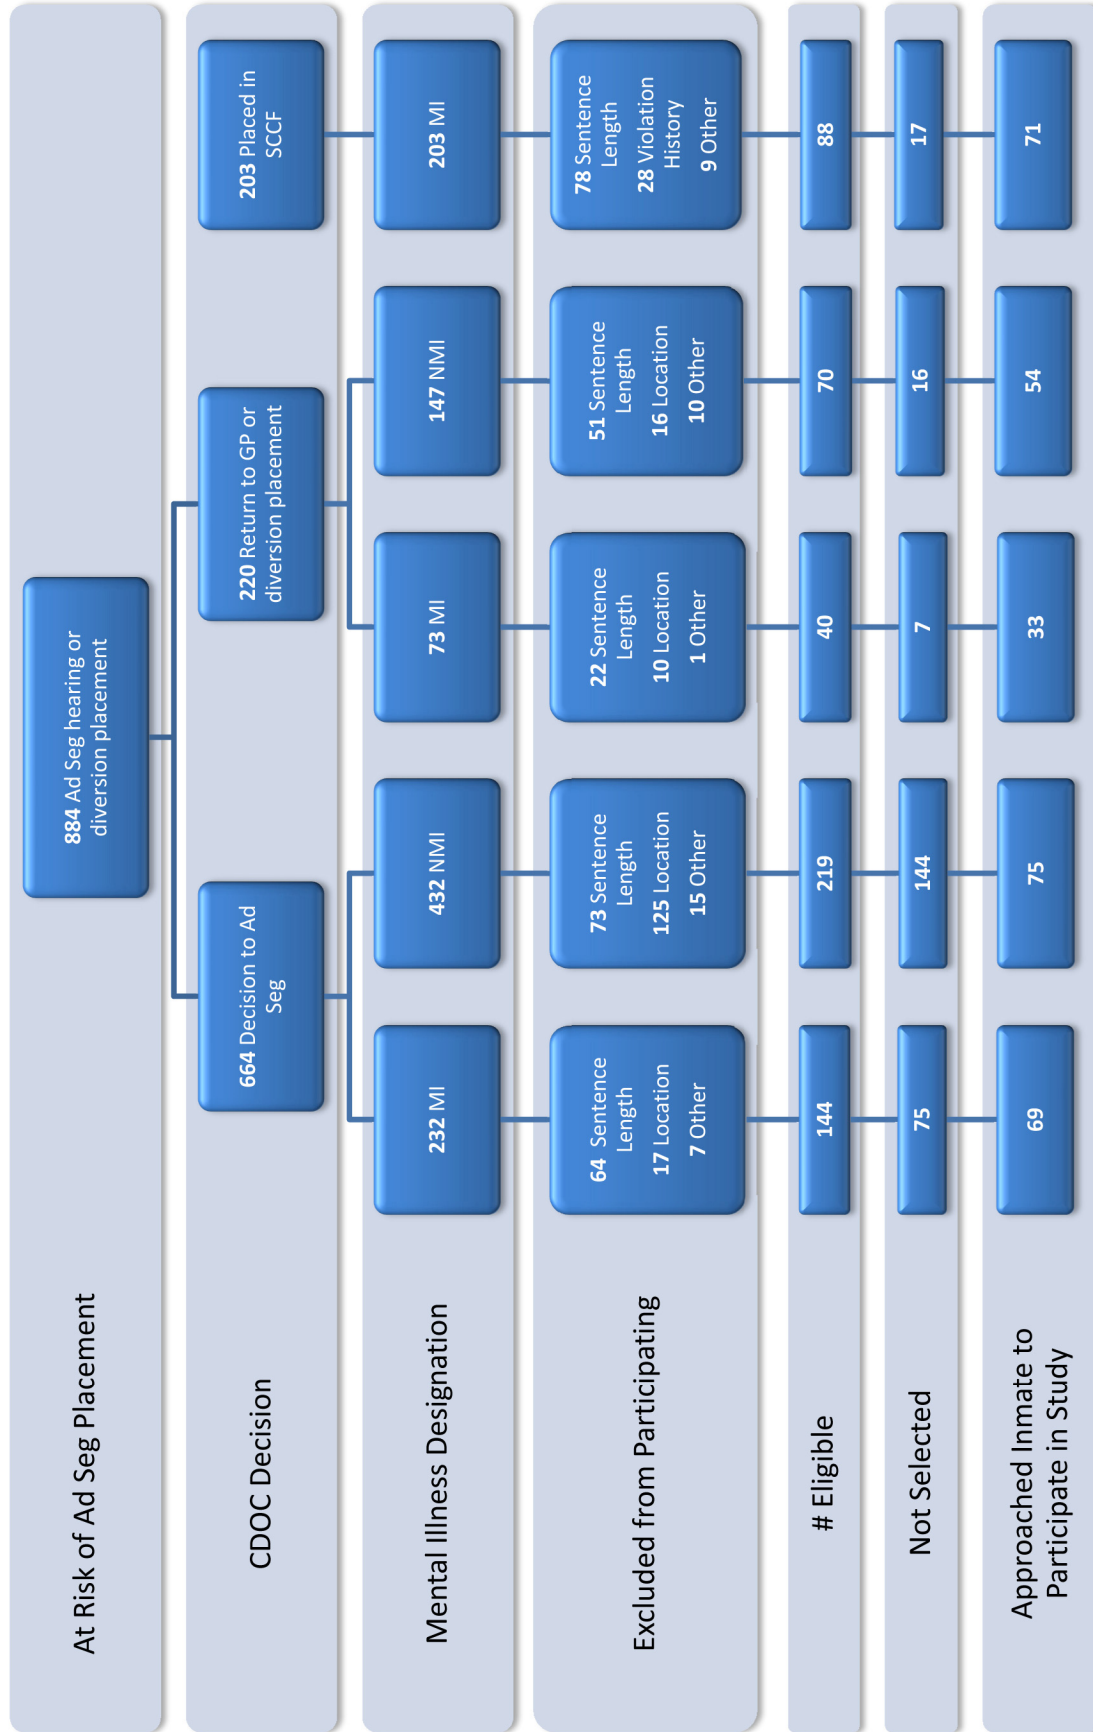 At Risk of Ad Seg Placement
884 Ad Seg hearing or
diversion placement
CDOC Decision
664 Decision to Ad
Seg
220 Return to GP or
diversion placement
203 Placed in
SCCF
Mental Illness Designation
232 MI
432 NMI
73 MI
147 NMI
203 MI
Excluded from Participating
64 Sentence
Length
17 Location
7 Other
73 Sentence
Length
125 Location
15 Other
22 Sentence
Length
10 Location
1 Other
51 Sentence
Length
16 Location
10 Other
78 Sentence
Length
28 Violation
History
9 Other
# Eligible
144
219
40
70
88
Not Selected
75
144
7
16
17
Approached Inmate to
Participate in Study
69
75
33
54
71